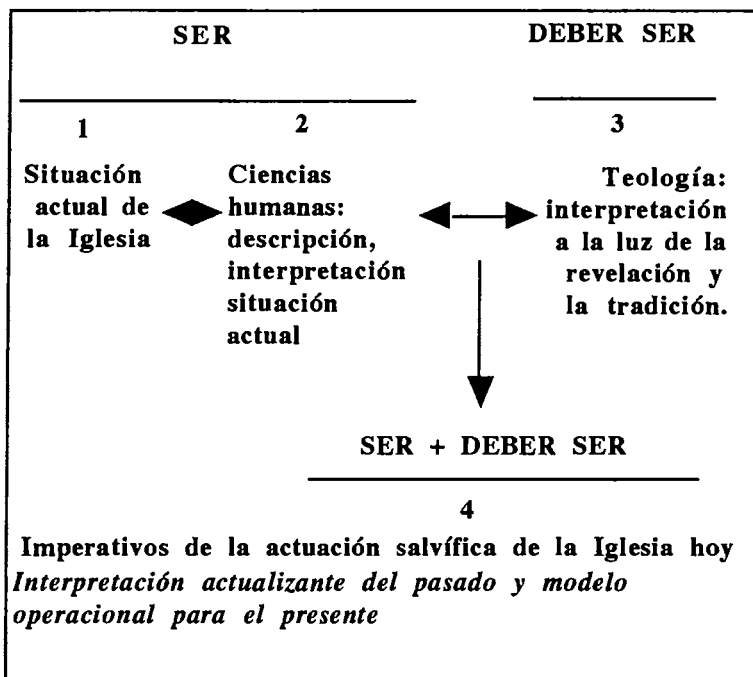 SER
DEBER SER
1
2
3
Situación
actual de
la Iglesia
Ciencias
humanas:
descripción,
interpretación
situación
actual
Teología:
interpretación
a la luz de la
revelación y
la tradición.
SER + DEBER SER
4
Imperativos de la actuación salvífica de la Iglesia hoy
Interpretación actualizante del pasado y modelo
operacional para el presente